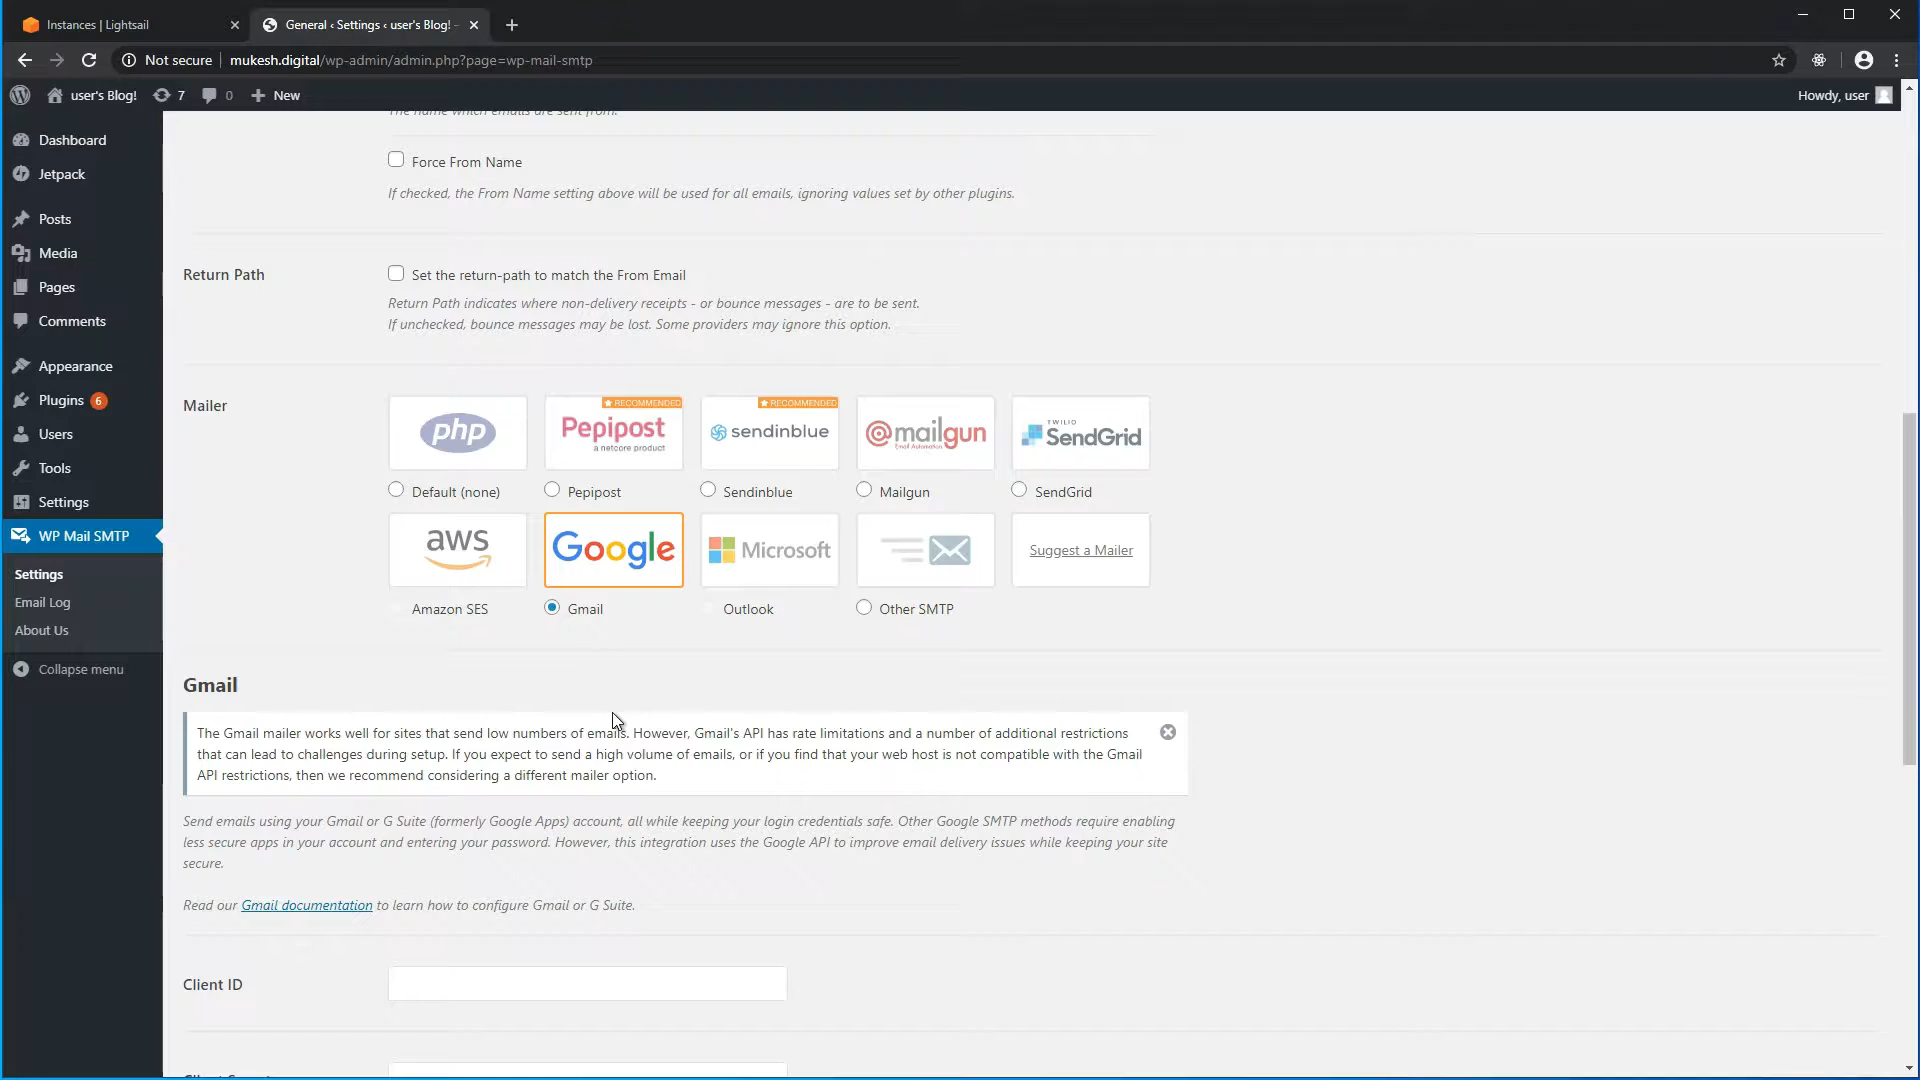 Instances | Lightsail
General ‹ Settings ‹ user's Blog! -
Not secure
mukesh.digital/wp-admin/admin.php?page=wp-mail-smtp
user's Blog!
7
0
New
Howdy, user
Dashboard
Jetpack
Posts
Media
Pages
Comments
Appearance
Plugins 6
Users
Tools
Settings
WP Mail SMTP
Settings
Email Log
About Us
Collapse menu
The name which emails are sent from.
Force From Name
If checked, the From Name setting above will be used for all emails, ignoring values set by other plugins.
Return Path
Set the return-path to match the From Email
Return Path indicates where non-delivery receipts - or bounce messages - are to be sent.
If unchecked, bounce messages may be lost. Some providers may ignore this option.
Mailer
php
RECOMMENDED
Pepipost
a netcore product
RECOMMENDED
sendinblue
mailgun
Email Automation
TWILIO
SendGrid
Default (none)
Pepipost
Sendinblue
Mailgun
SendGrid
aws
Google
Microsoft
Suggest a Mailer
Amazon SES
Gmail
Outlook
Other SMTP
Gmail
The Gmail mailer works well for sites that send low numbers of emails. However, Gmail's API has rate limitations and a number of additional restrictions
that can lead to challenges during setup. If you expect to send a high volume of emails, or if you find that your web host is not compatible with the Gmail
API restrictions, then we recommend considering a different mailer option.
Send emails using your Gmail or G Suite (formerly Google Apps) account, all while keeping your login credentials safe. Other Google SMTP methods require enabling
less secure apps in your account and entering your password. However, this integration uses the Google API to improve email delivery issues while keeping your site
secure.
Read our Gmail documentation to learn how to configure Gmail or G Suite.
Client ID